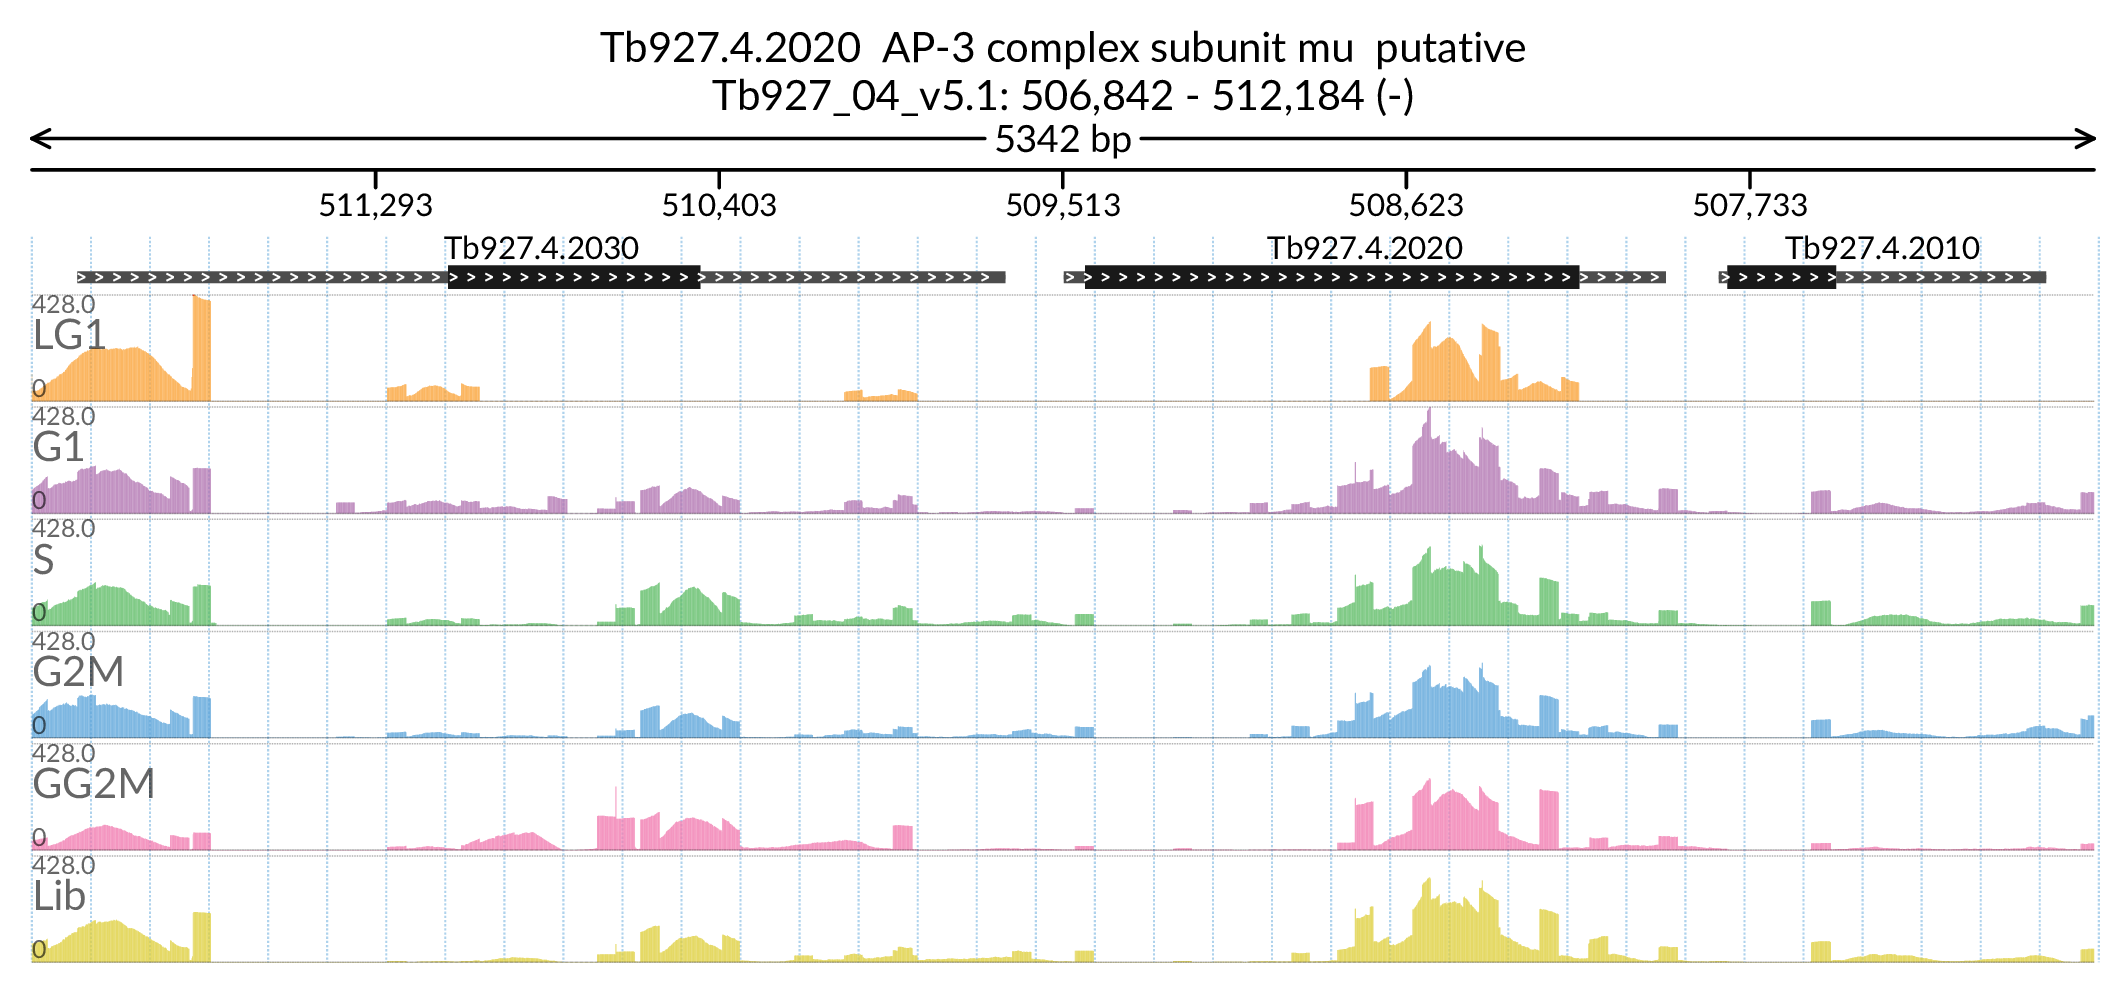 Tb927.4.2020 AP-3 complex subunit mu putative
Tb927_04_v5.1: 506,842 - 512,184 (-)
5342 bp
511,293 510,403 509,513 508,623 507,733
Tb927.4.2030 Tb927.4.2020 Tb927.4.2010
428.0
LG1
0
428.0
G1
0
428.0
S
0
428.0
G2M
0
428.0
GG2M
0
428.0
Lib
0